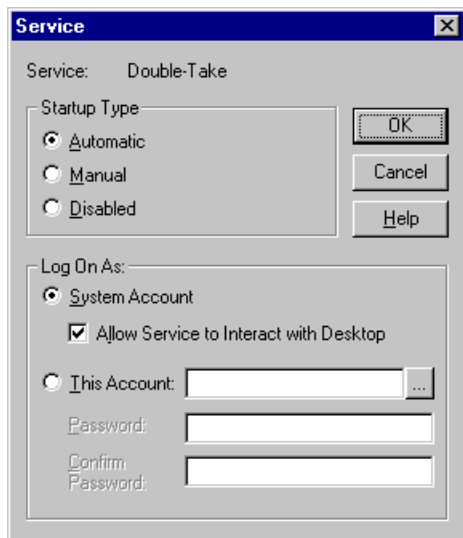 Service
Service: Double-Take
Startup Type
Automatic
Manual
Disabled
OK
Cancel
Help
Log On As:
System Account
Allow Service to Interact with Desktop
This Account:
...
Password:
Confirm
Password: